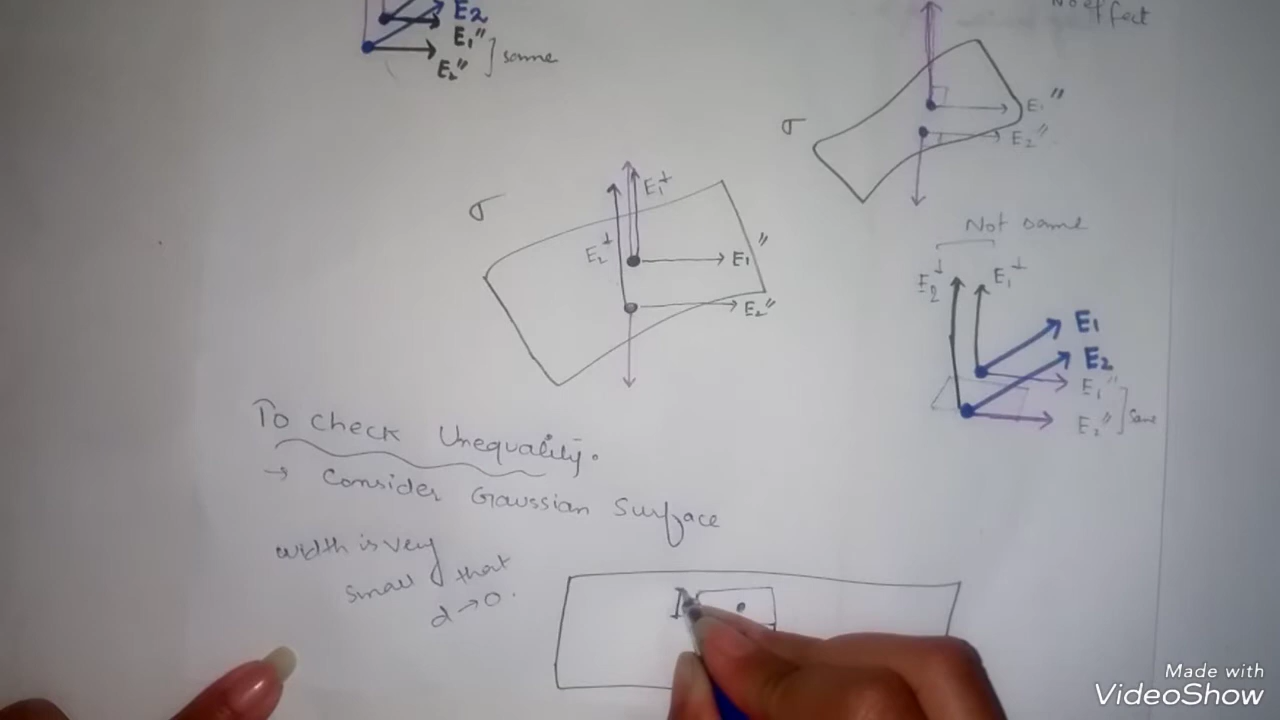 E2
E1"
E2"
same
No effect
σ
E1"
E2"
σ
E1⊥
E2⊥
E1"
E2"
Not same
E2⊥
E1⊥
E1
E2
E1"
E2"
same
To check Unequality.
→ Consider Gaussian Surface
width is very
small that
d→0.
Made with
VideoShow